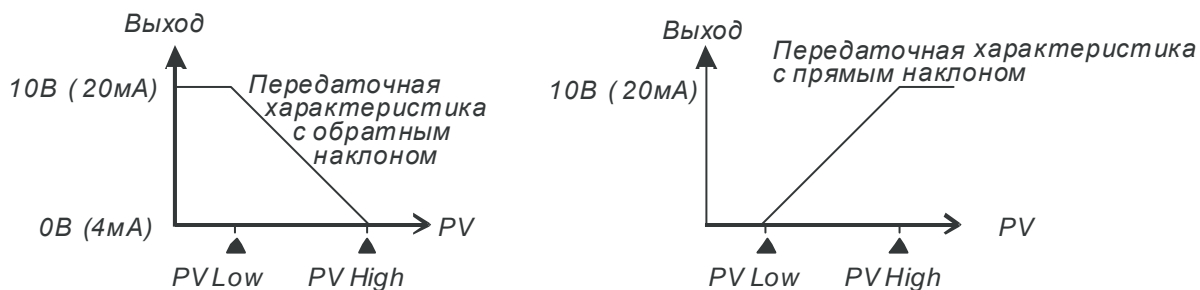 Выход
10В (20мА)
Передаточная
характеристика
с обратным
наклоном
0В (4мА)
PV
PV Low
PV High
Выход
10В (20мА)
Передаточная характеристика
с прямым наклоном
PV
PV Low
PV High